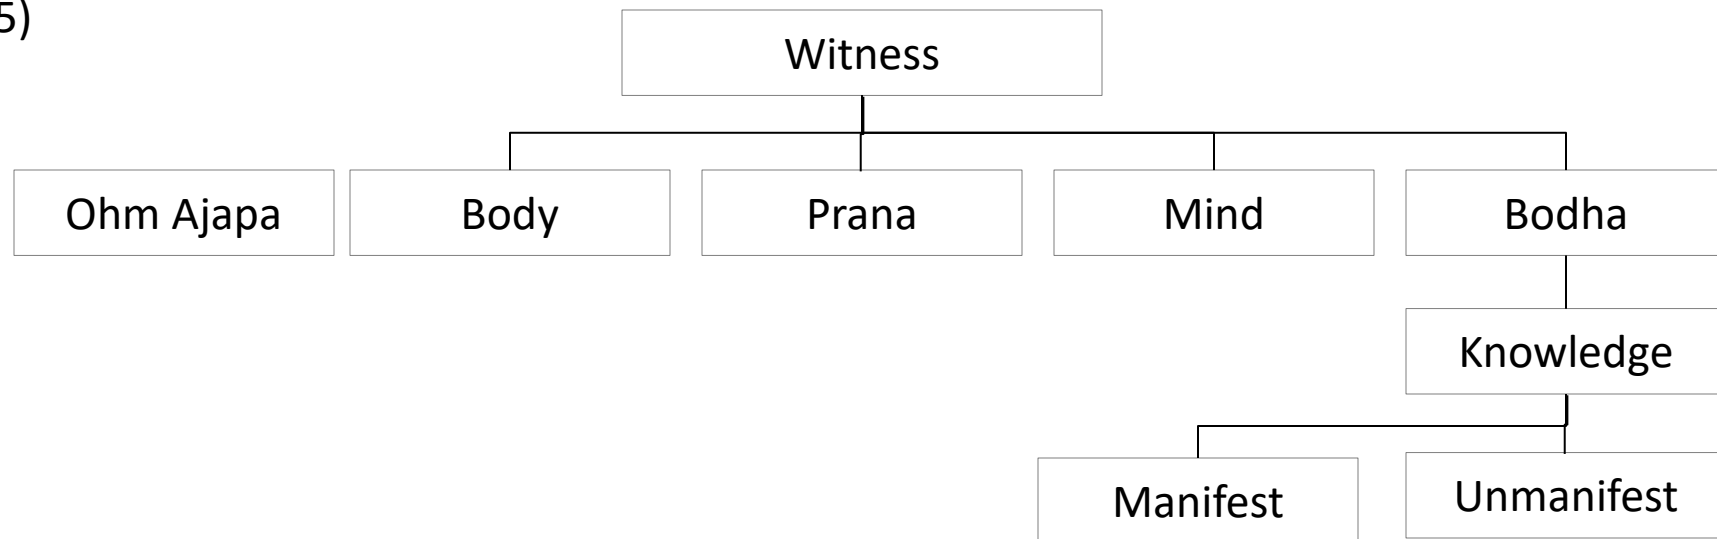 5)
Witness
Ohm Ajapa
Body
Prana
Mind
Bodha
Knowledge
Manifest
Unmanifest